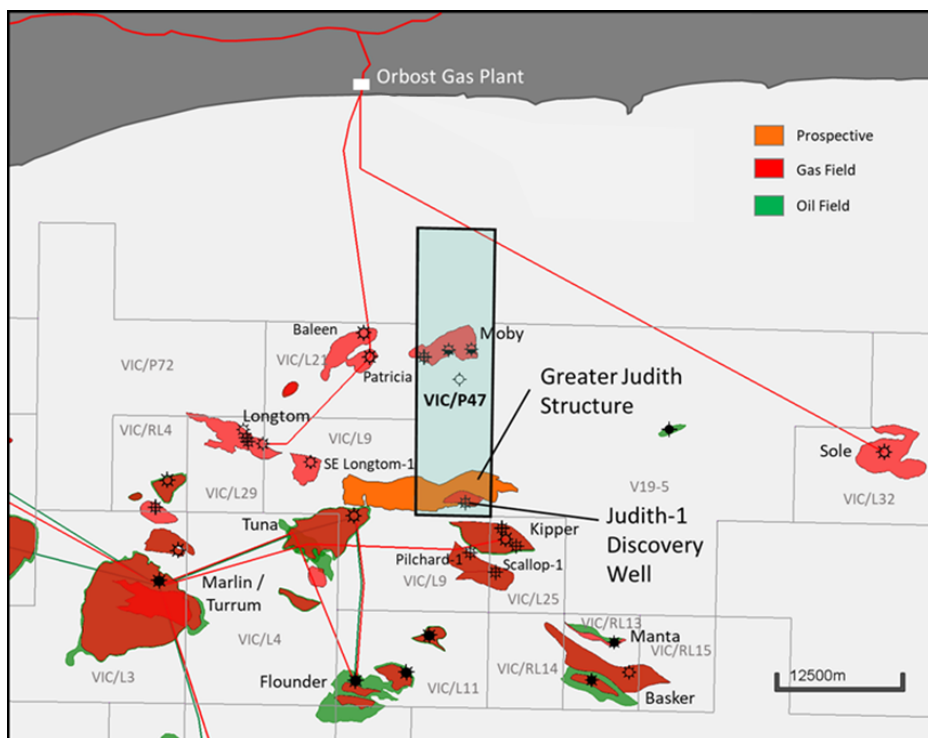 Orbost Gas Plant
Prospective
Gas Field
Oil Field
Baleen
Moby
VIC/L21
VIC/P72
Patricia
VIC/P47
Greater Judith
Structure
Longtom
VIC/RL4
VIC/L9
SE Longtom-1
Sole
VIC/L29
V19-5
VIC/L32
Tuna
Kipper
Judith-1
Discovery
Well
Pilchard-1
Scallop-1
Marlin /
Turrum
VIC/L9
VIC/L25
VIC/RL13
Manta
VIC/L4
VIC/RL15
VIC/L3
Flounder
VIC/L11
VIC/RL14
Basker
12500m